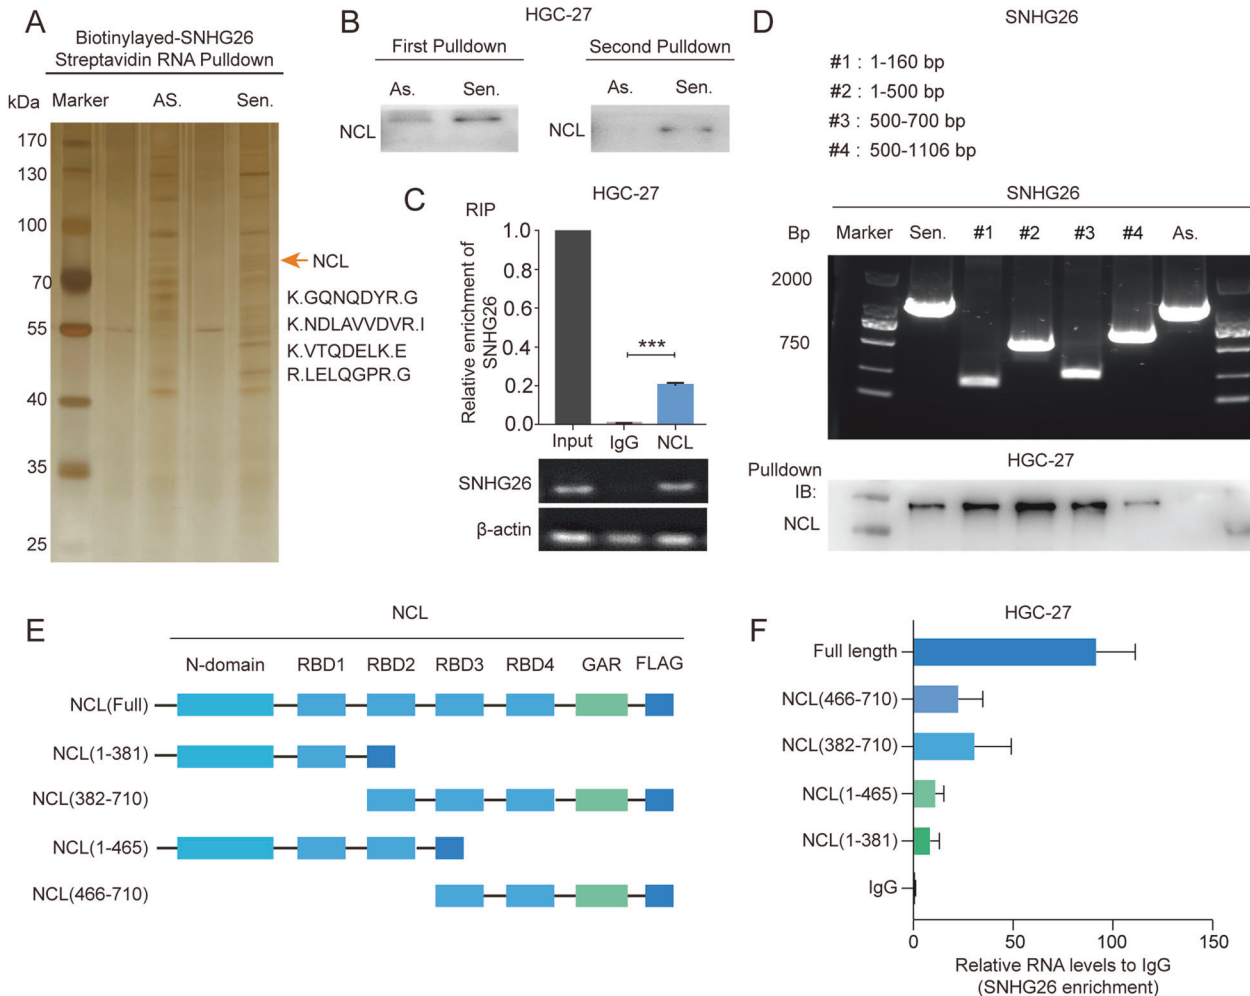 A
Biotinylayed-SNHG26
Streptavidin RNA Pulldown
kDa Marker AS. Sen.
170
130
100
70
55
40
35
25
NCL
K.GQNQDYR.G
K.NDLAVVDVR.I
K.VTQDELK.E
R.LELQGPR.G
B
HGC-27
First Pulldown Second Pulldown
As. Sen. As. Sen.
NCL NCL
C
HGC-27
RIP
Relative enrichment of
SNHG26
1.0
0.8
0.6
0.4
0.2
0.0
***
Input IgG NCL
SNHG26
β-actin
D
SNHG26
#1 : 1-160 bp
#2 : 1-500 bp
#3 : 500-700 bp
#4 : 500-1106 bp
SNHG26
Bp Marker Sen. #1 #2 #3 #4 As.
2000
750
Pulldown HGC-27
IB:
NCL
E
NCL
N-domain RBD1 RBD2 RBD3 RBD4 GAR FLAG
NCL(Full)
NCL(1-381)
NCL(382-710)
NCL(1-465)
NCL(466-710)
F
HGC-27
Full length
NCL(466-710)
NCL(382-710)
NCL(1-465)
NCL(1-381)
IgG
0 50 100 150
Relative RNA levels to IgG
(SNHG26 enrichment)